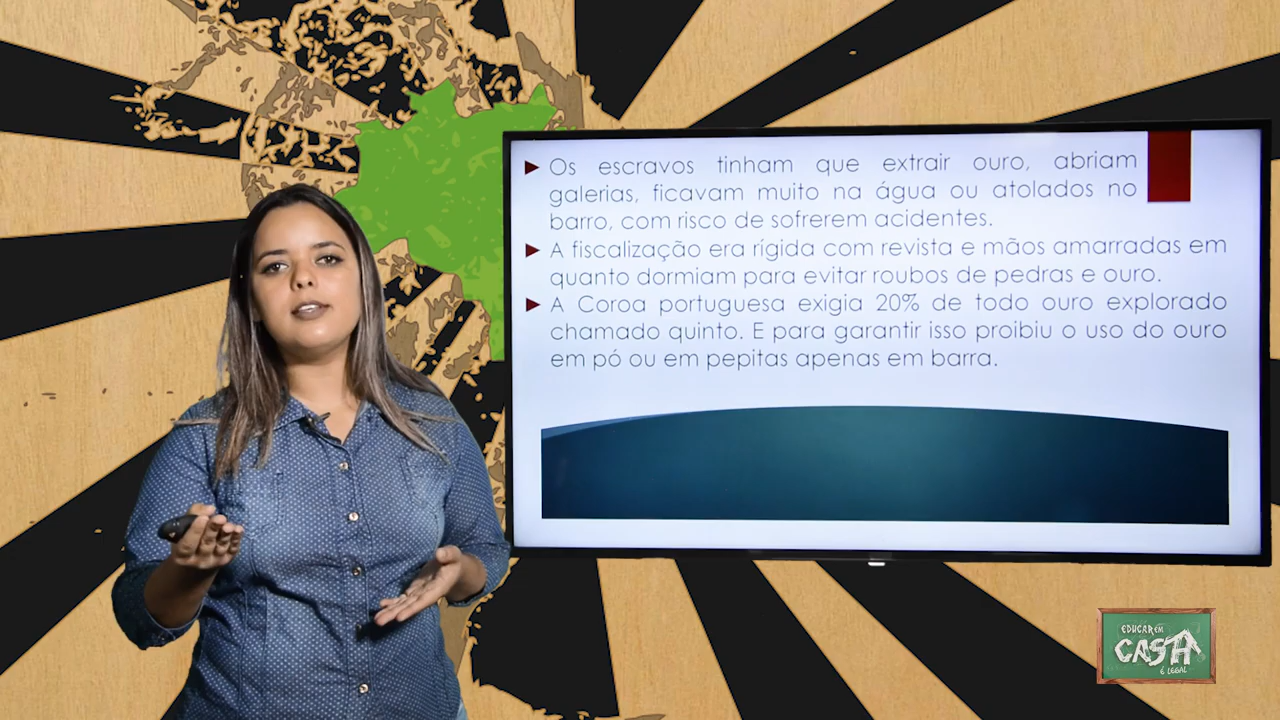 Os escravos tinham que extrair ouro, abriam
galerias, ficavam muito na água ou atolados no
barro, com risco de sofrerem acidentes.
A fiscalização era rígida com revista e mãos amarradas em
quanto dormiam para evitar roubos de pedras e ouro.
A Coroa portuguesa exigia 20% de todo ouro explorado
chamado quinto. E para garantir isso proibiu o uso do ouro
em pó ou em pepitas apenas em barra.
EDUCAR EM
CASA
É LEGAL